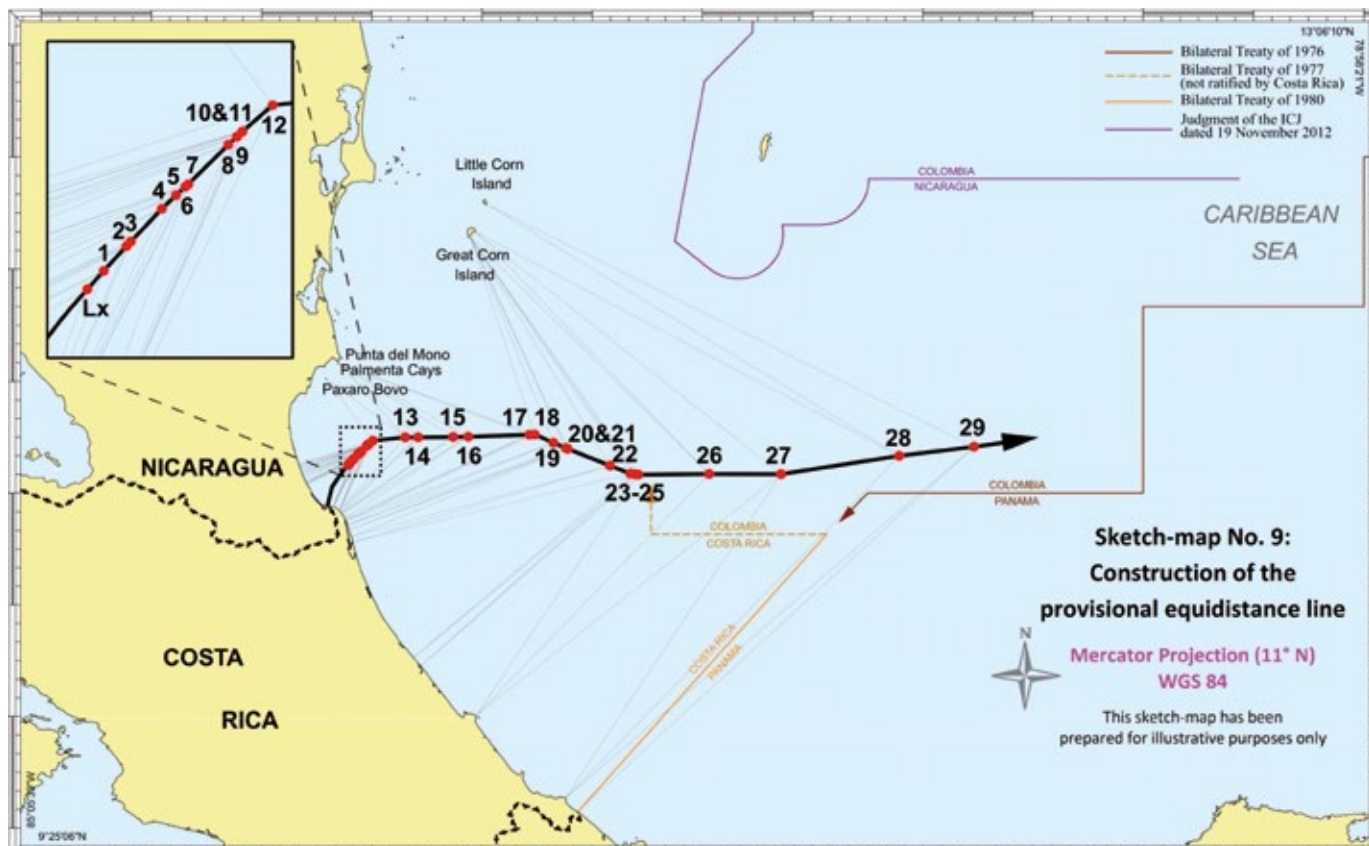 13°06'10"N
78°56'21"W
Bilateral Treaty of 1976
Bilateral Treaty of 1977
(not ratified by Costa Rica)
Bilateral Treaty of 1980
Judgment of the ICJ
dated 19 November 2012
10&11
12
9
8
7
5
4
6
3
2
1
Lx
Little Corn
Island
Great Corn
Island
COLOMBIA
NICARAGUA
CARIBBEAN
SEA
Punta del Mono
Palmenta Cays
Paxaro Bovo
13
15
17
18
14
16
19
20&21
22
23-25
26
27
28
29
NICARAGUA
COLOMBIA
PANAMA
COLOMBIA
COSTA RICA
COSTA RICA
PANAMA
Sketch-map No. 9:
Construction of the
provisional equidistance line
N
Mercator Projection (11° N)
WGS 84
This sketch-map has been
prepared for illustrative purposes only
COSTA
RICA
9°25'06"N